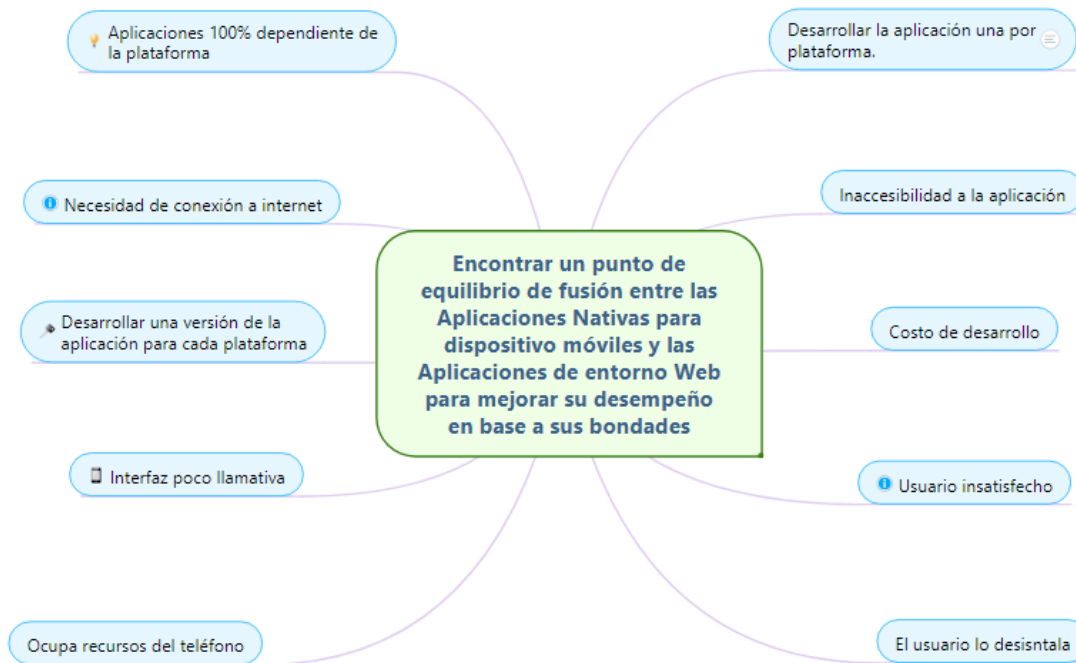 Aplicaciones 100% dependiente de
la plataforma
Desarrollar la aplicación una por
plataforma.
Necesidad de conexión a internet
Inaccesibilidad a la aplicación
Encontrar un punto de
equilibrio de fusión entre las
Aplicaciones Nativas para
dispositivo móviles y las
Aplicaciones de entorno Web
para mejorar su desempeño
en base a sus bondades
Desarrollar una versión de la
aplicación para cada plataforma
Costo de desarrollo
Interfaz poco llamativa
Usuario insatisfecho
Ocupa recursos del teléfono
El usuario lo desisntala